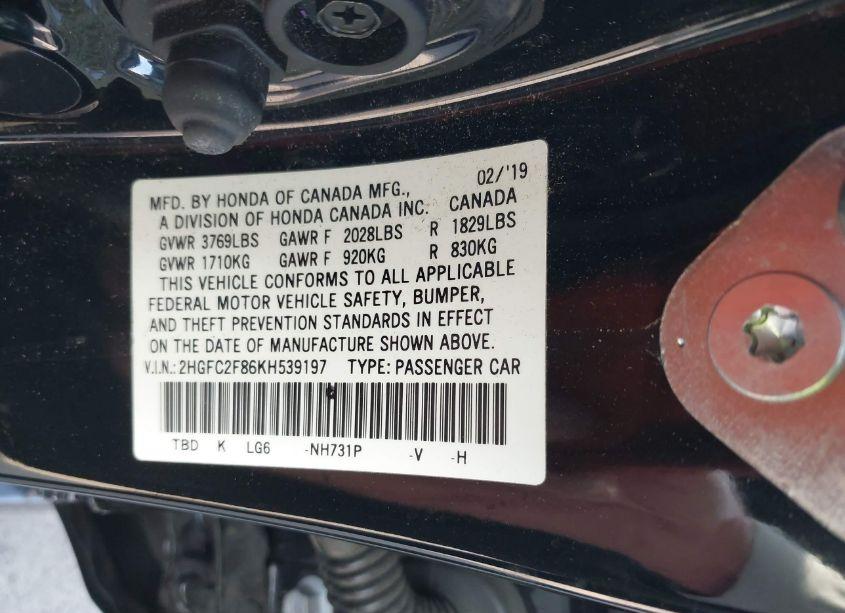 02/'19
MFD. BY HONDA OF CANADA MFG.,
A DIVISION OF HONDA CANADA INC. CANADA
GVWR 3769LBS GAWR F 2028LBS R 1829LBS
GVWR 1710KG GAWR F 920KG R 830KG
THIS VEHICLE CONFORMS TO ALL APPLICABLE
FEDERAL MOTOR VEHICLE SAFETY, BUMPER,
AND THEFT PREVENTION STANDARDS IN EFFECT
ON THE DATE OF MANUFACTURE SHOWN ABOVE.
V.I.N.: 2HGFC2F86KH539197 TYPE: PASSENGER CAR
TBD K LG6 -NH731P -V -H